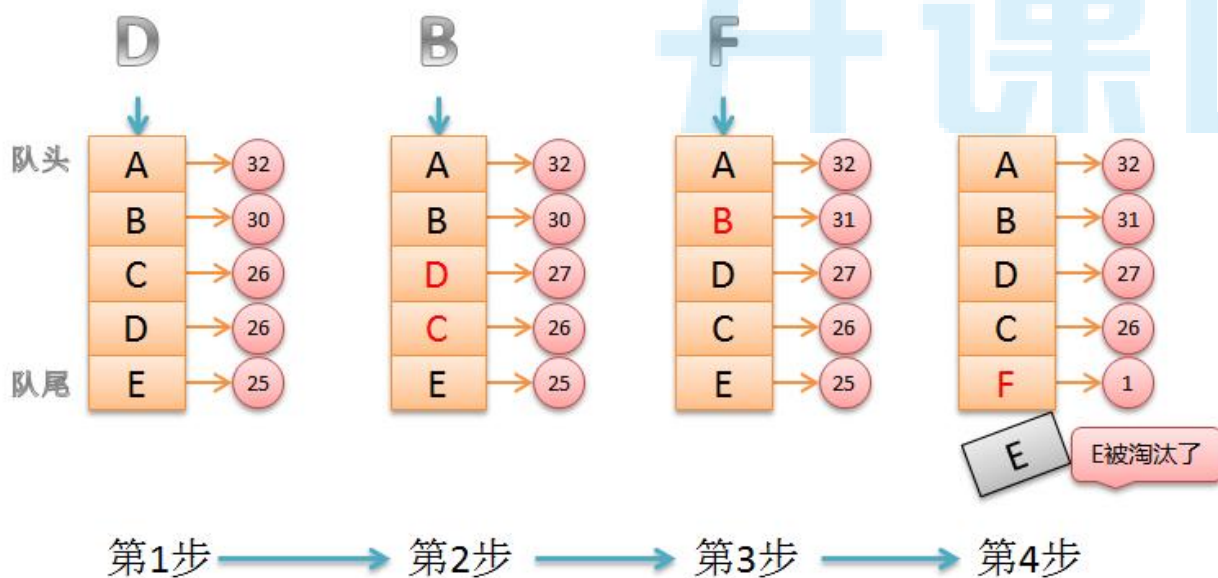 D B F
开课
队头 A 32 A 32 A 32 A 32
B 30 B 30 B 31 B 31
C 26 D 27 D 27 D 27
D 26 C 26 C 26 C 26
队尾 E 25 E 25 E 25 F 1
E E被淘汰了
第1步 第2步 第3步 第4步